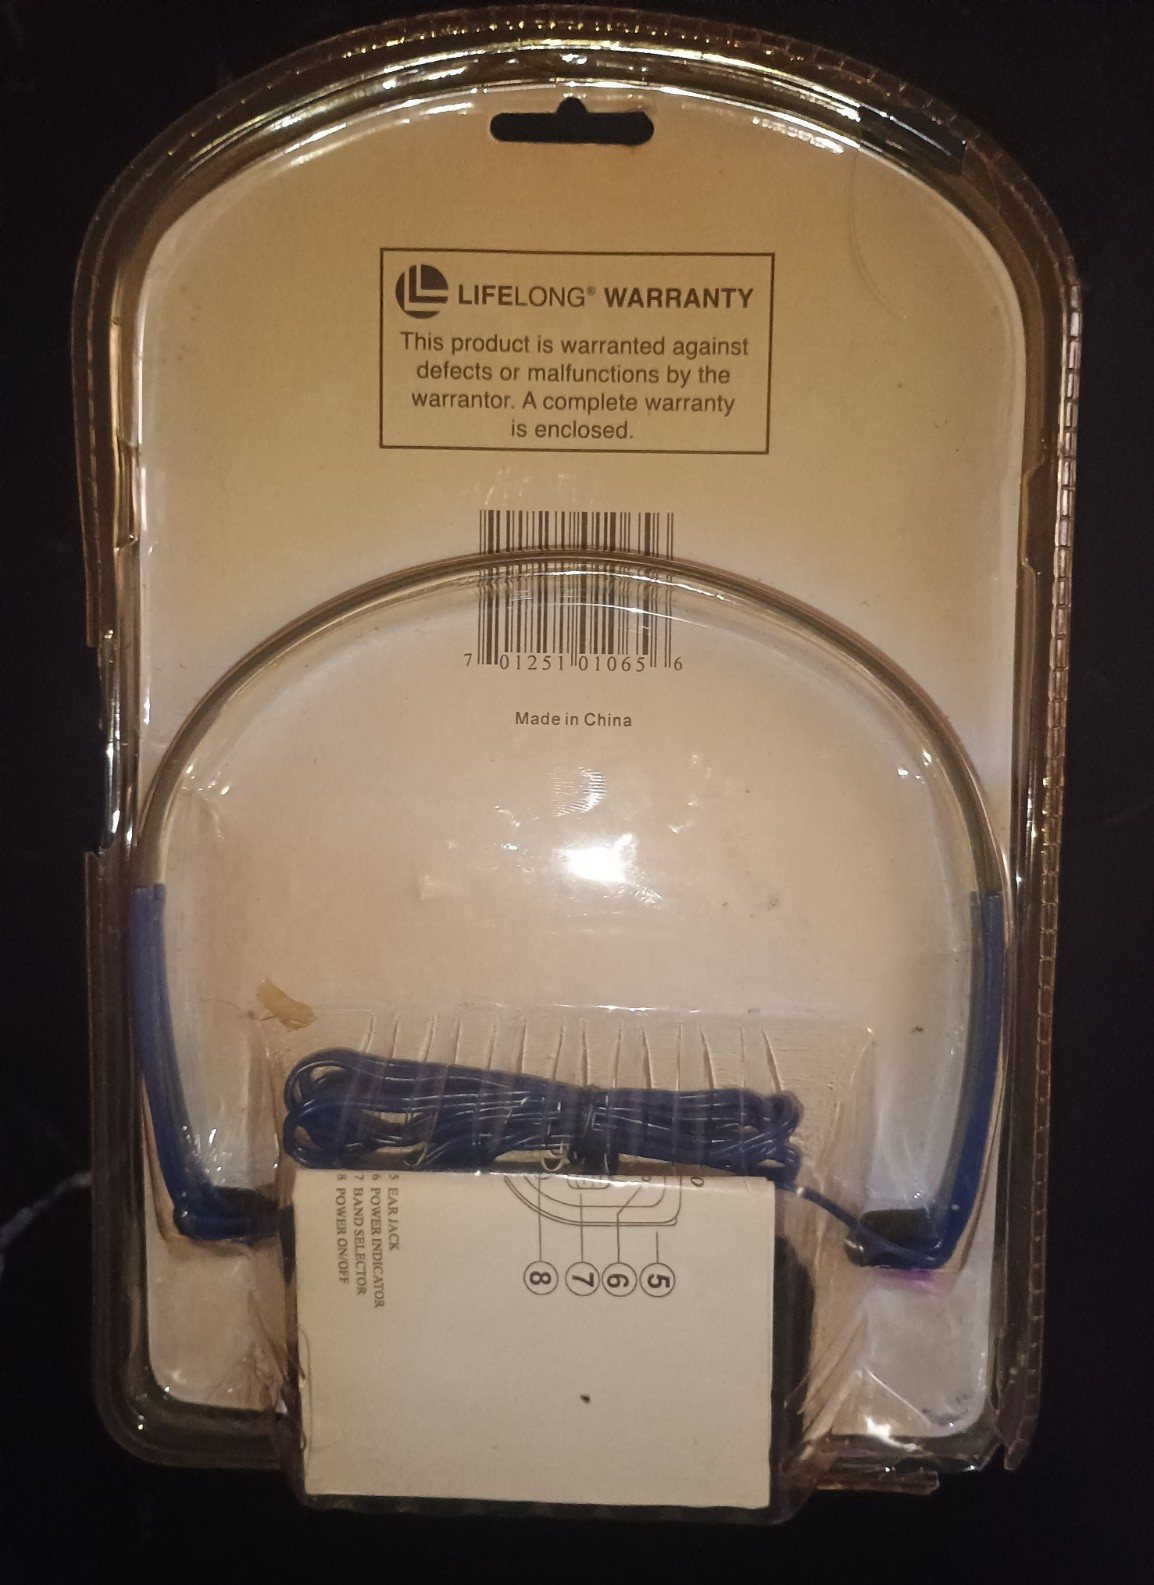 LIFELONG® WARRANTY
This product is warranted against
defects or malfunctions by the
warrantor. A complete warranty
is enclosed.
7 01251 01065 6
Made in China
5 EAR JACK
6 POWER INDICATOR
7 BAND SELECTOR
8 POWER ON/OFF
8 7 6 5